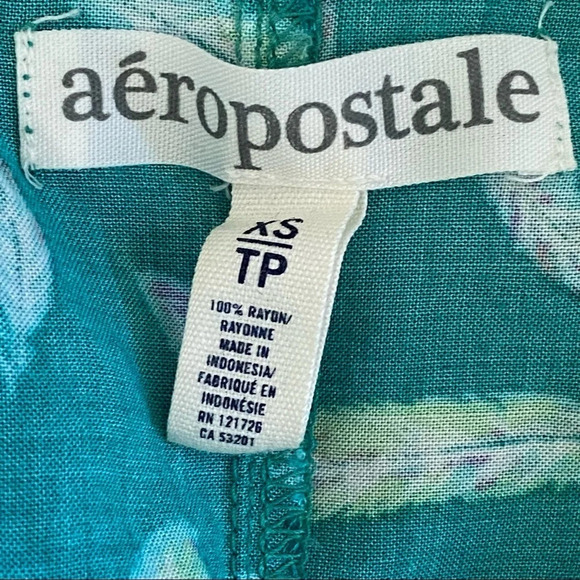 aéropostale
XS
TP
100% RAYON/
RAYONNE
MADE IN
INDONESIA/
FABRIQUÉ EN
INDONÉSIE
RN 121726
CA 53201